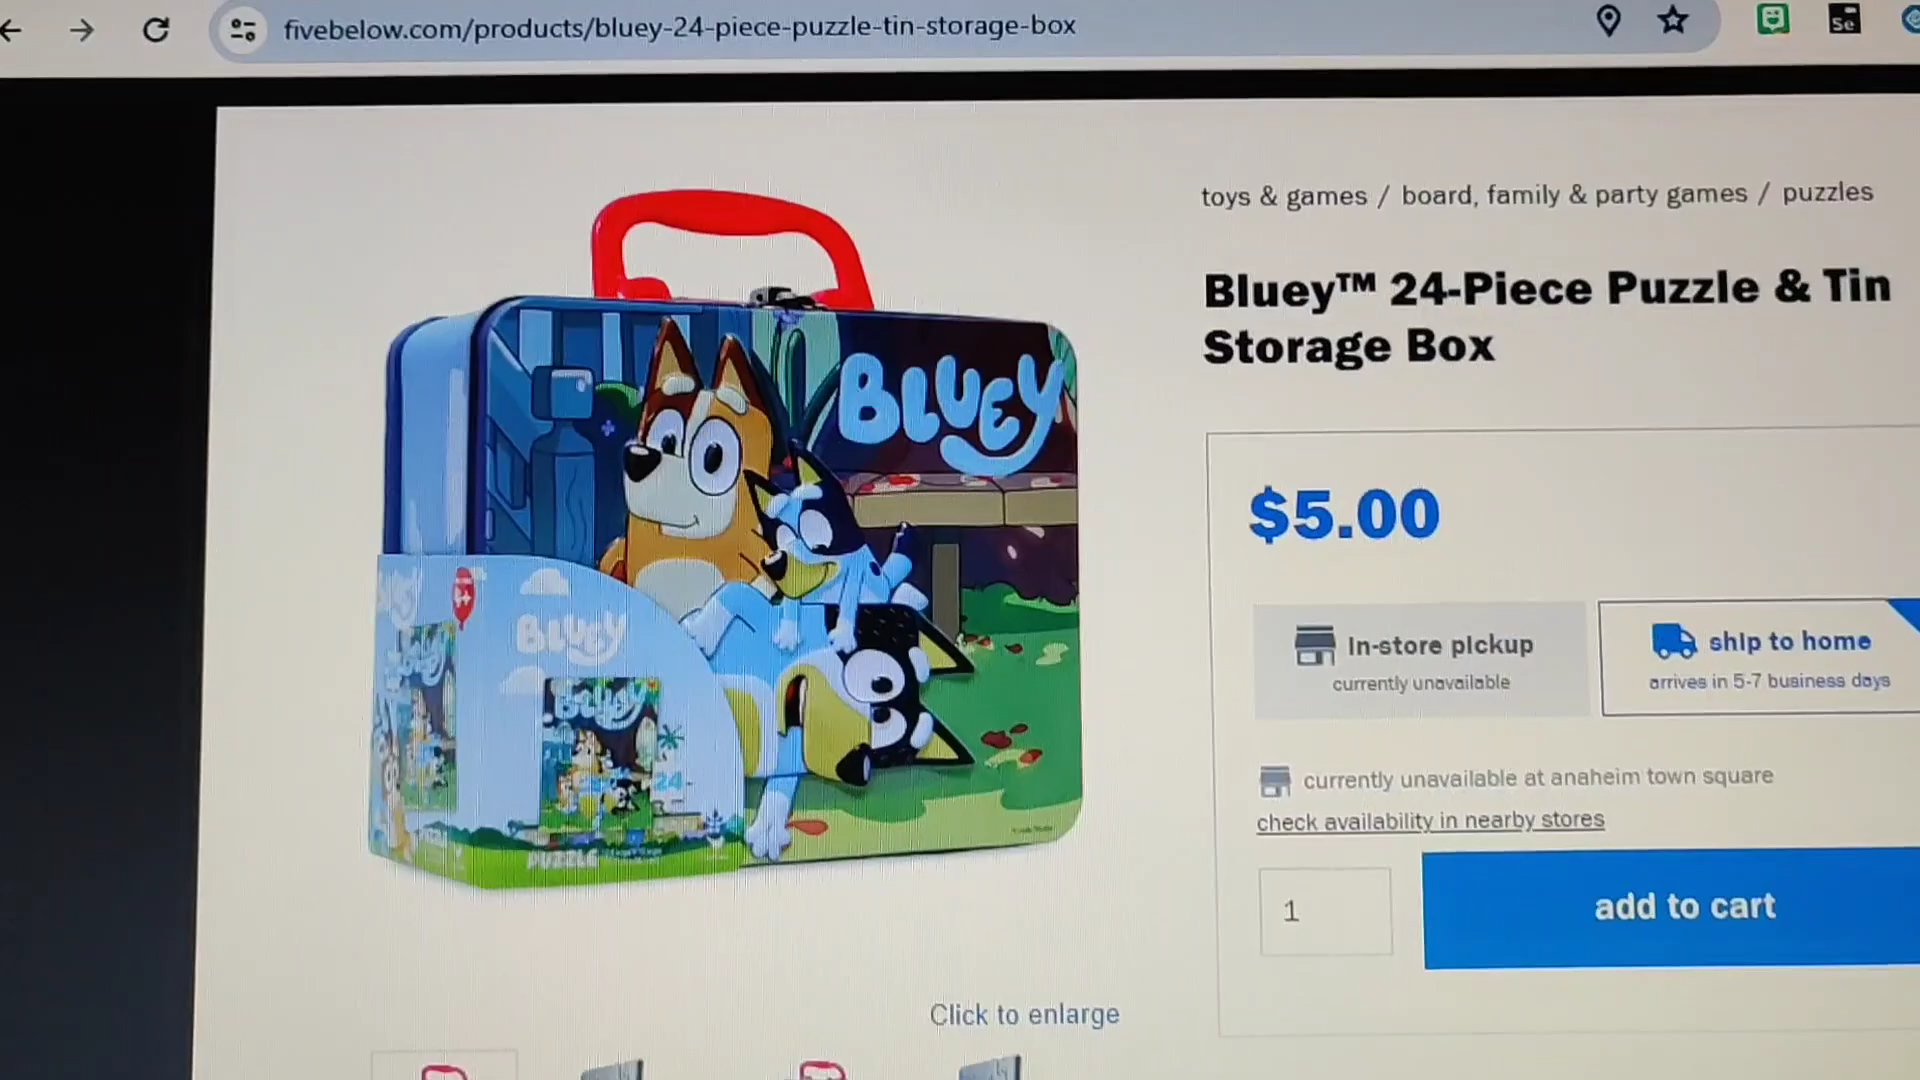 fivebelow.com/products/bluey-24-piece-puzzle-tin-storage-box
Se
toys & games / board, family & party games / puzzles
Bluey™ 24-Piece Puzzle & Tin
Storage Box
BLUEY
$5.00
In-store pickup
currently unavailable
ship to home
arrives in 5-7 business days
BLUEY
BLUEY
24
PUZZLE
currently unavailable at anaheim town square
check availability in nearby stores
1
add to cart
Click to enlarge